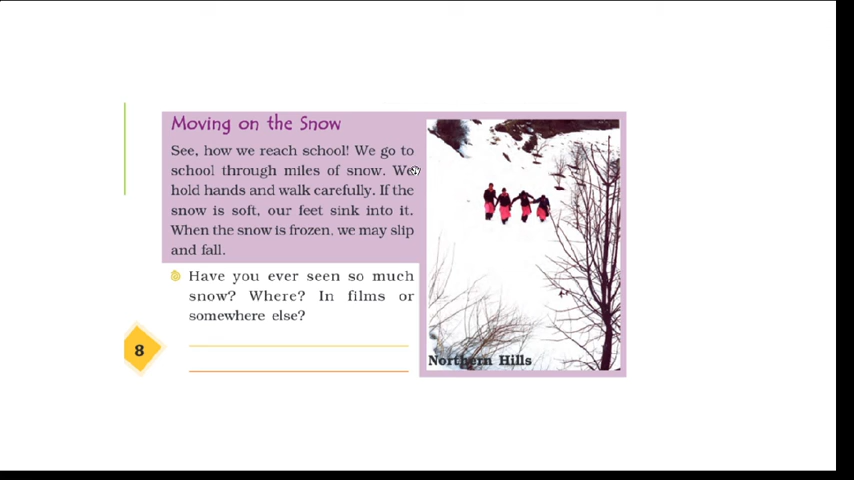 Moving on the Snow
See, how we reach school! We go to
school through miles of snow. We
hold hands and walk carefully. If the
snow is soft, our feet sink into it.
When the snow is frozen, we may slip
and fall.
Have you ever seen so much
snow? Where? In films or
somewhere else?
8
Northern Hills